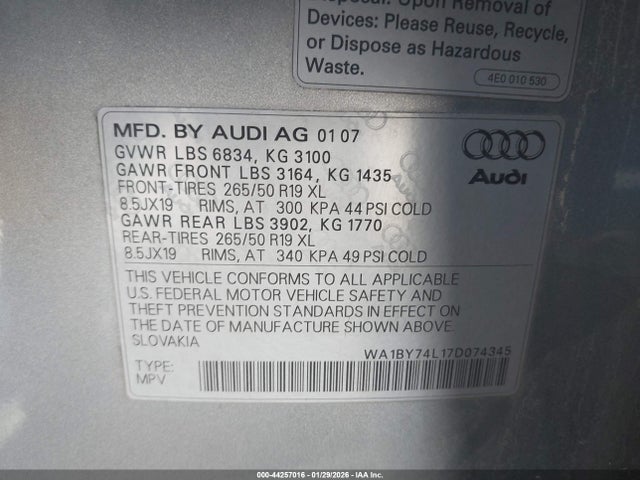 Disposal: Upon Removal of
Devices: Please Reuse, Recycle,
or Dispose as Hazardous
Waste.
4E0 010 530
MFD. BY AUDI AG 01 07
GVWR LBS 6834, KG 3100
GAWR FRONT LBS 3164, KG 1435
FRONT-TIRES 265/50 R19 XL
8.5JX19 RIMS, AT 300 KPA 44 PSI COLD
GAWR REAR LBS 3902, KG 1770
REAR-TIRES 265/50 R19 XL
8.5JX19 RIMS, AT 340 KPA 49 PSI COLD
Audi
THIS VEHICLE CONFORMS TO ALL APPLICABLE
U.S. FEDERAL MOTOR VEHICLE SAFETY AND
THEFT PREVENTION STANDARDS IN EFFECT ON
THE DATE OF MANUFACTURE SHOWN ABOVE.
SLOVAKIA
WA1BY74L17D074345
TYPE:
MPV
000-44257016 - 01/29/2026 - IAAI, Inc.